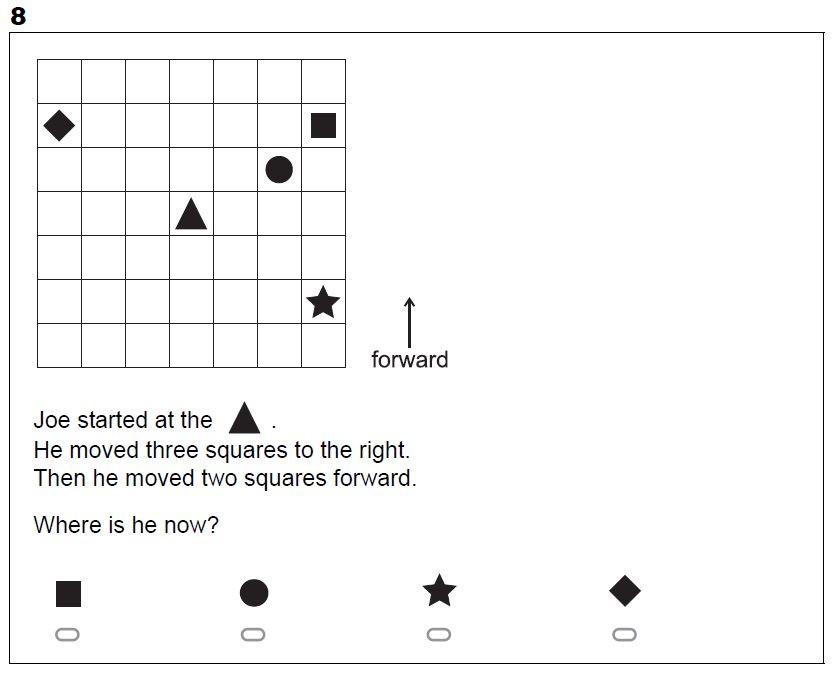 8
forward
Joe started at the .
He moved three squares to the right.
Then he moved two squares forward.
Where is he now?